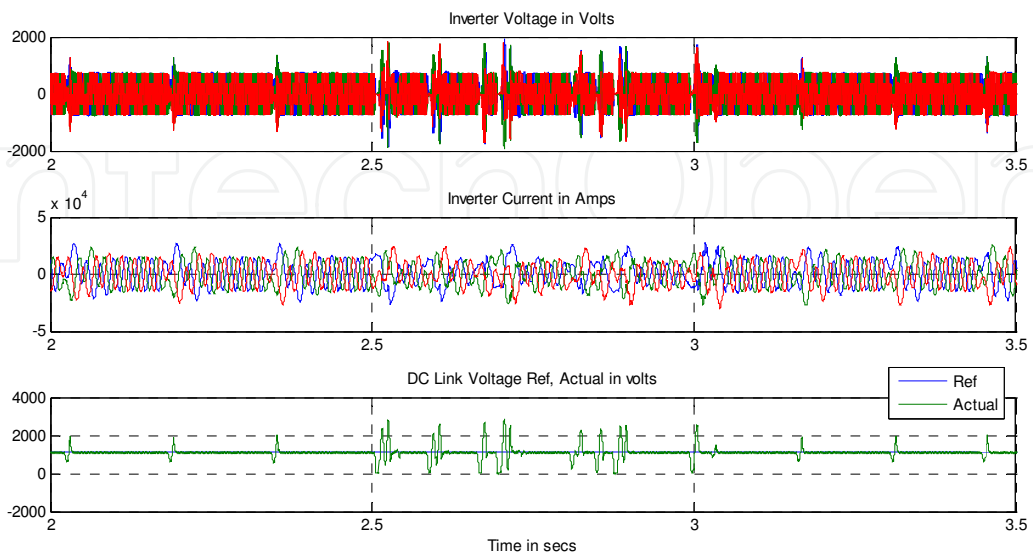 Inverter Voltage in Volts
2000
0
-2000
2 2.5 3 3.5
Inverter Current in Amps
x 10^4
5
0
-5
2 2.5 3 3.5
DC Link Voltage Ref, Actual in volts
Ref
Actual
4000
2000
0
-2000
2 2.5 3 3.5
Time in secs